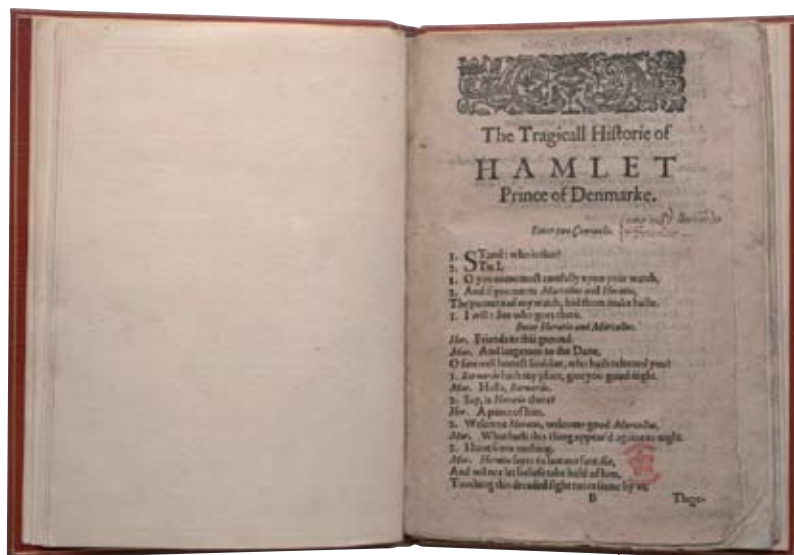 The Tragicall Hiſtorie of
HAMLET
Prince of Denmarke.
Enter two Centinels.
1. STand: who is that?
2. Tis I.
1. O you come moſt carefully vpon your watch,
2. And if you meete Marcellus and Horatio,
The partners of my watch, bid them make haſte.
1. I will: See who goes there.
Enter Horatio and Marcellus.
Hor. Friends to this ground.
Mar. And leegemen to the Dane,
O farewell honeſt ſouldier, who hath releeued you?
1. Barnardo hath my place, giue you good night.
Mar. Holla, Barnardo.
2. Say, is Horatio there?
Hor. A peece of him.
2. Welcome Horatio, welcome good Marcellus.
Mar. What hath this thing appear'd againe to night.
2. I haue ſeene nothing.
Mar. Horatio ſayes tis but our fantaſie,
And wil not let beliefe take hold of him,
Touching this dreaded ſight twice ſeene by vs,
B
There-